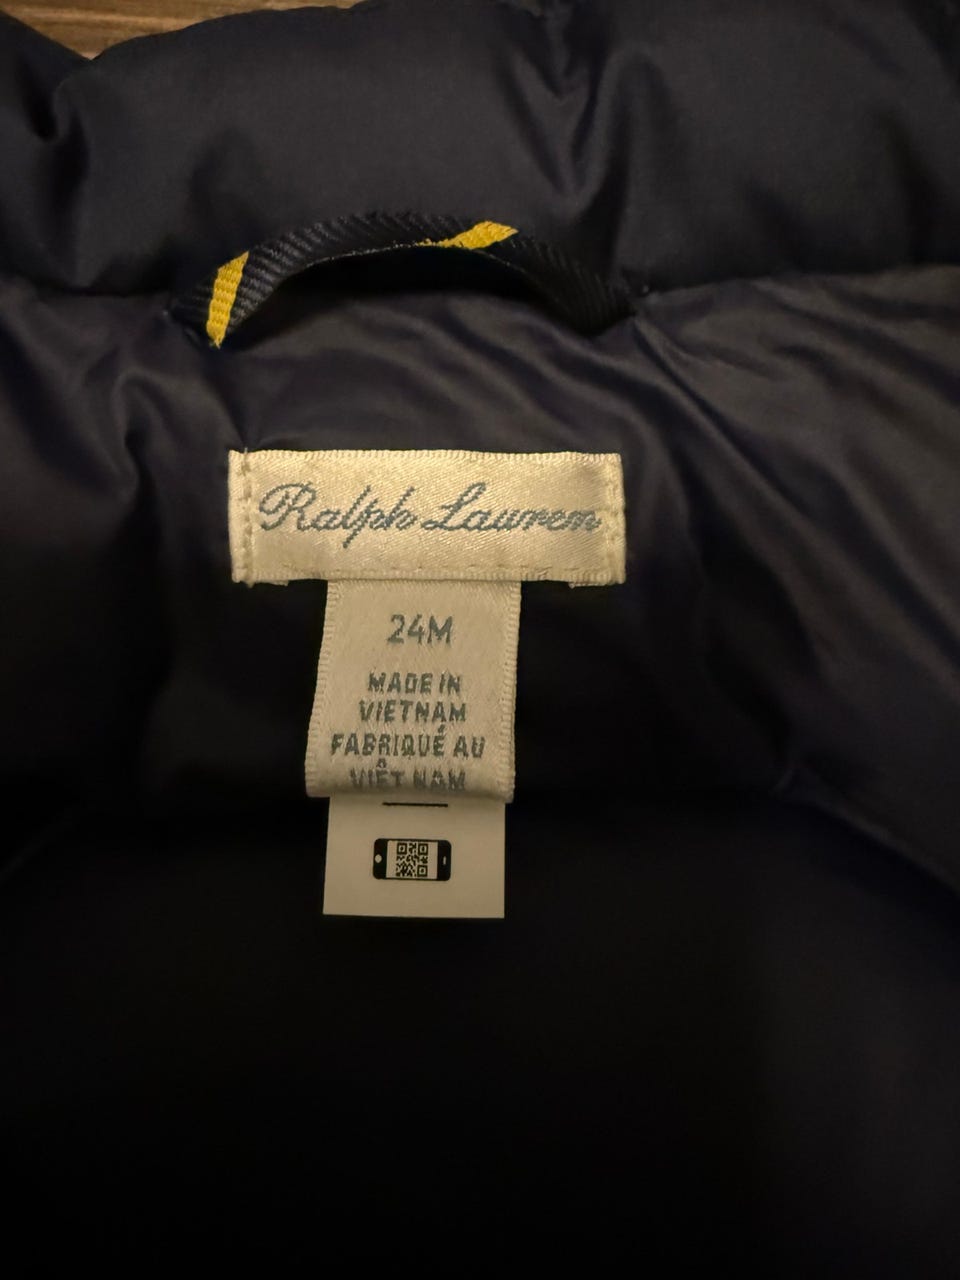 Ralph Lauren
24M
MADE IN
VIETNAM
FABRIQUÉ AU
VIÊT NAM